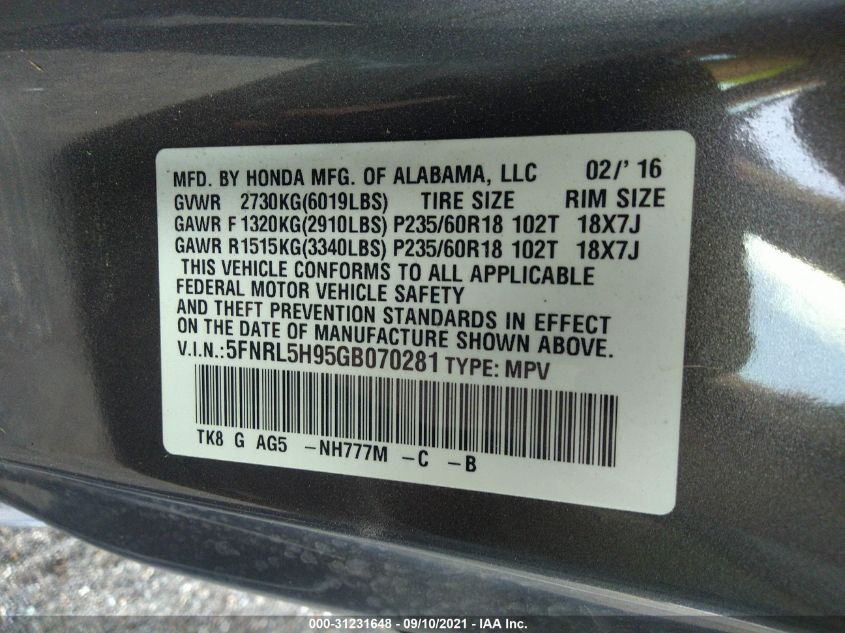 MFD. BY HONDA MFG. OF ALABAMA, LLC 02/' 16
GVWR 2730KG(6019LBS) TIRE SIZE RIM SIZE
GAWR F 1320KG(2910LBS) P235/60R18 102T 18X7J
GAWR R1515KG(3340LBS) P235/60R18 102T 18X7J
THIS VEHICLE CONFORMS TO ALL APPLICABLE
FEDERAL MOTOR VEHICLE SAFETY
AND THEFT PREVENTION STANDARDS IN EFFECT
ON THE DATE OF MANUFACTURE SHOWN ABOVE.
V.I.N.:5FNRL5H95GB070281 TYPE: MPV
TK8 G AG5 -NH777M -C -B
000-31231648 - 09/10/2021 - IAA Inc.